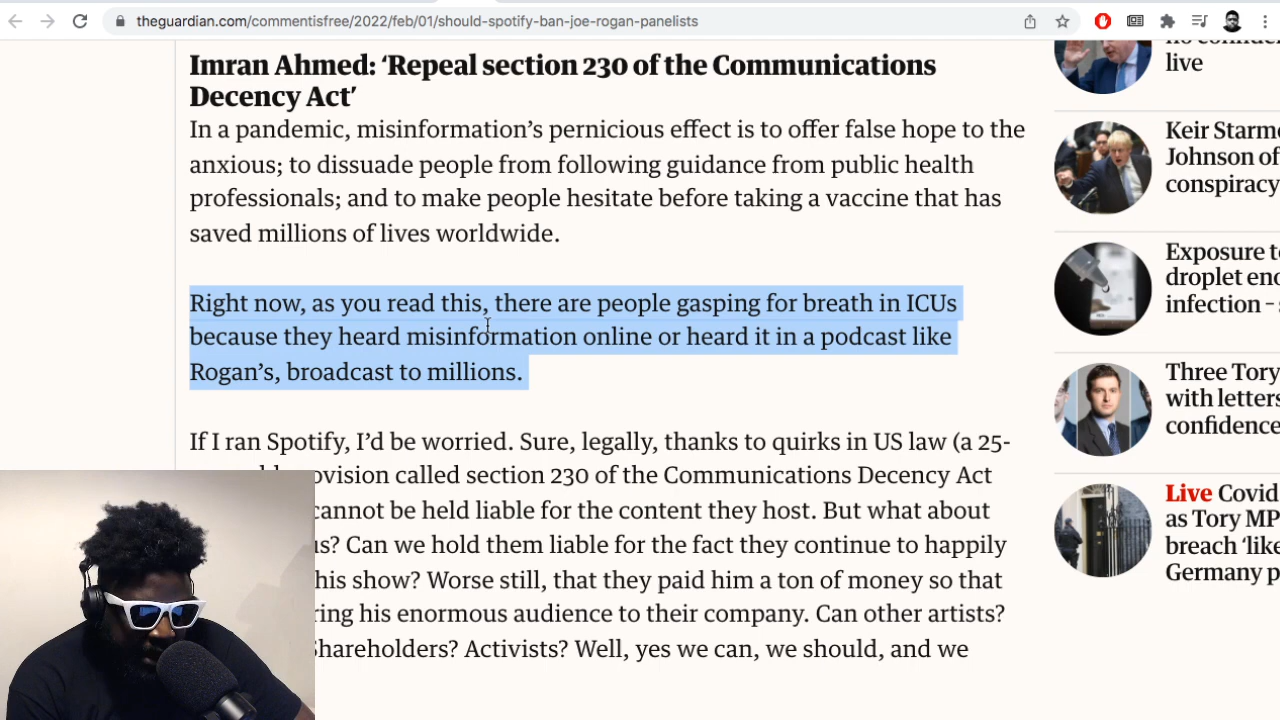 theguardian.com/commentisfree/2022/feb/01/should-spotify-ban-joe-rogan-panelists
Imran Ahmed: ‘Repeal section 230 of the Communications
Decency Act’
In a pandemic, misinformation’s pernicious effect is to offer false hope to the
anxious; to dissuade people from following guidance from public health
professionals; and to make people hesitate before taking a vaccine that has
saved millions of lives worldwide.
Right now, as you read this, there are people gasping for breath in ICUs
because they heard misinformation online or heard it in a podcast like
Rogan’s, broadcast to millions.
If I ran Spotify, I’d be worried. Sure, legally, thanks to quirks in US law (a 25-
ovision called section 230 of the Communications Decency Act
cannot be held liable for the content they host. But what about
us? Can we hold them liable for the fact they continue to happily
his show? Worse still, that they paid him a ton of money so that
ring his enormous audience to their company. Can other artists?
Shareholders? Activists? Well, yes we can, we should, and we
live
Keir Starm
Johnson of
conspiracy
Exposure t
droplet en
infection –
Three Tory
with letters
confidence
Live Covid
as Tory MP
breach ‘like
Germany p